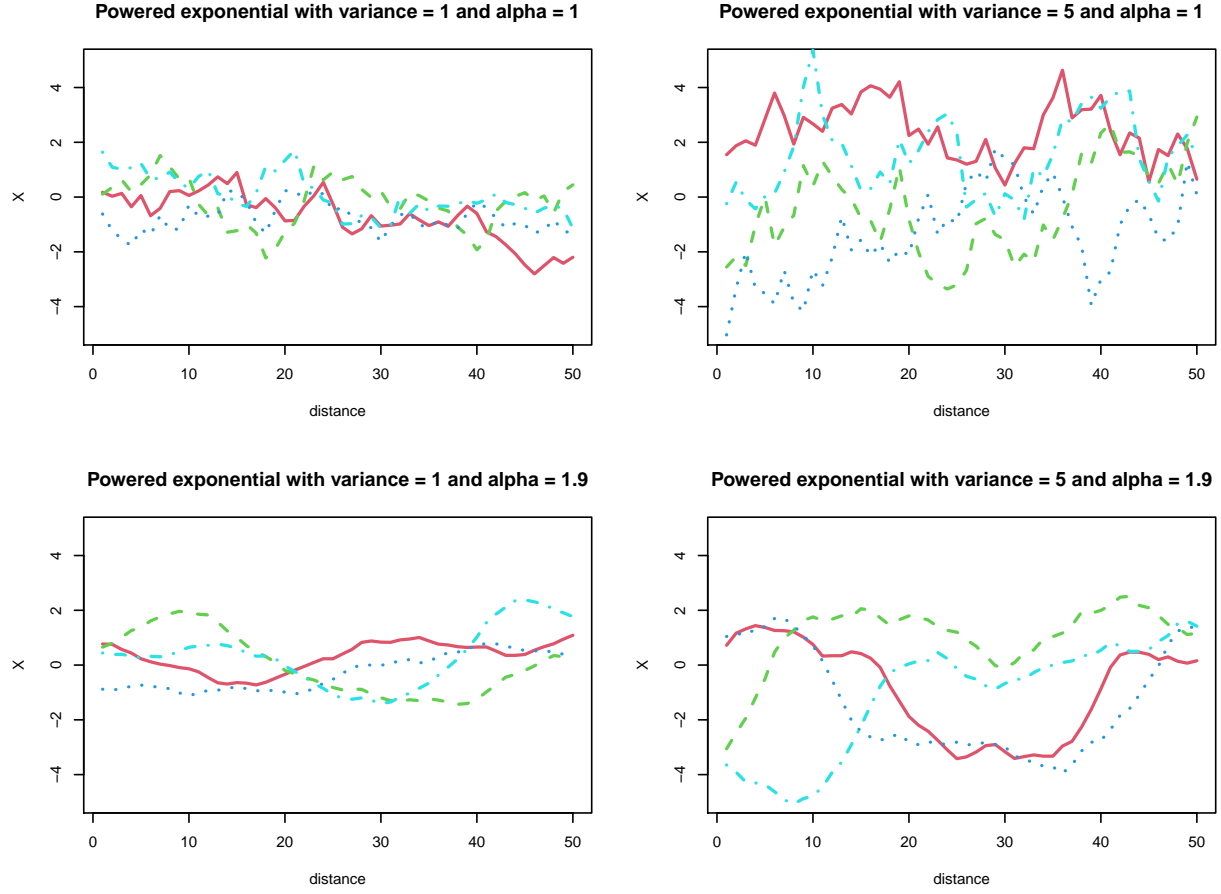 Powered exponential with variance = 1 and alpha = 1
X
4
2
0
−2
−4
0 10 20 30 40 50
distance
Powered exponential with variance = 5 and alpha = 1
X
4
2
0
−2
−4
0 10 20 30 40 50
distance
Powered exponential with variance = 1 and alpha = 1.9
X
4
2
0
−2
−4
0 10 20 30 40 50
distance
Powered exponential with variance = 5 and alpha = 1.9
X
4
2
0
−2
−4
0 10 20 30 40 50
distance